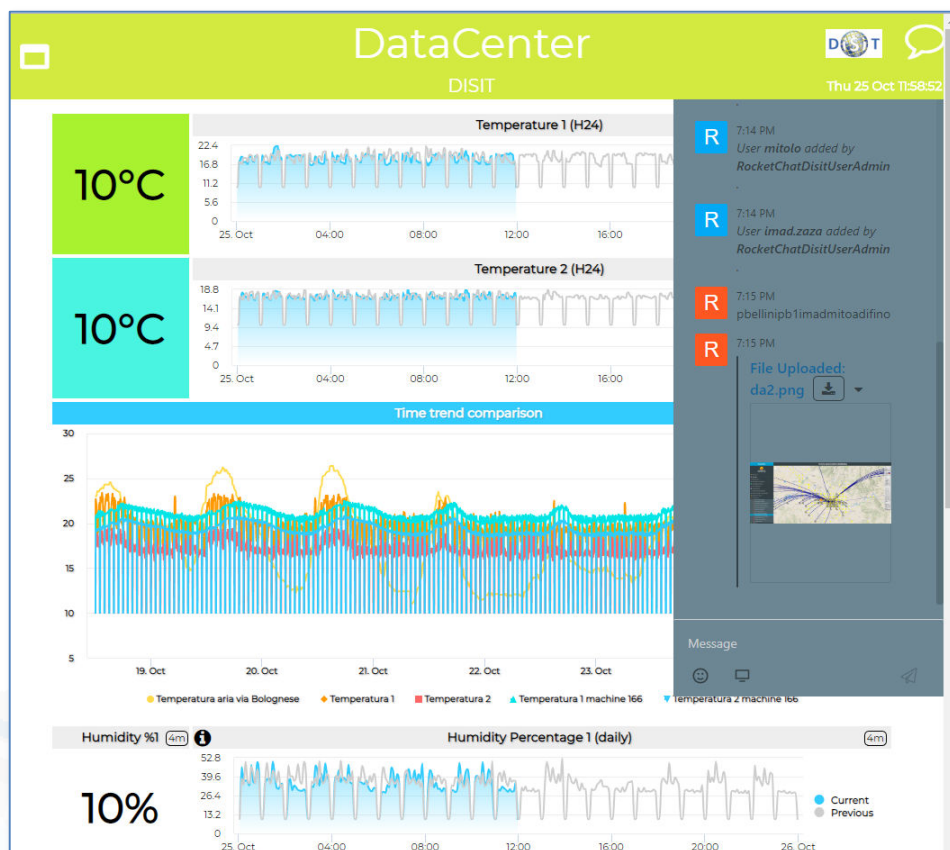 DataCenter
DISIT
DISIT
Thu 25 Oct 11:58:52
10°C
Temperature 1 (H24)
22.4
16.8
11.2
5.6
0
25. Oct 04:00 08:00 12:00 16:00
10°C
Temperature 2 (H24)
18.8
14.1
9.4
4.7
0
25. Oct 04:00 08:00 12:00 16:00
Time trend comparison
30
25
20
15
10
5
19. Oct 20. Oct 21. Oct 22. Oct 23. Oct
Temperatura aria via Bolognese Temperatura 1 Temperatura 2 Temperatura 1 machine 166 Temperatura 2 machine 166
R 7:14 PM
User mitolo added by
RocketChatDisitUserAdmin
.
R 7:14 PM
User imad.zaza added by
RocketChatDisitUserAdmin
.
R 7:15 PM
pbellinipb1imadmitoadifino
R 7:15 PM
File Uploaded:
da2.png
Message
Humidity %1 4m
10%
Humidity Percentage 1 (daily) 4m
52.8
39.6
26.4
13.2
0
25. Oct 04:00 08:00 12:00 16:00 20:00 26. Oct
Current
Previous